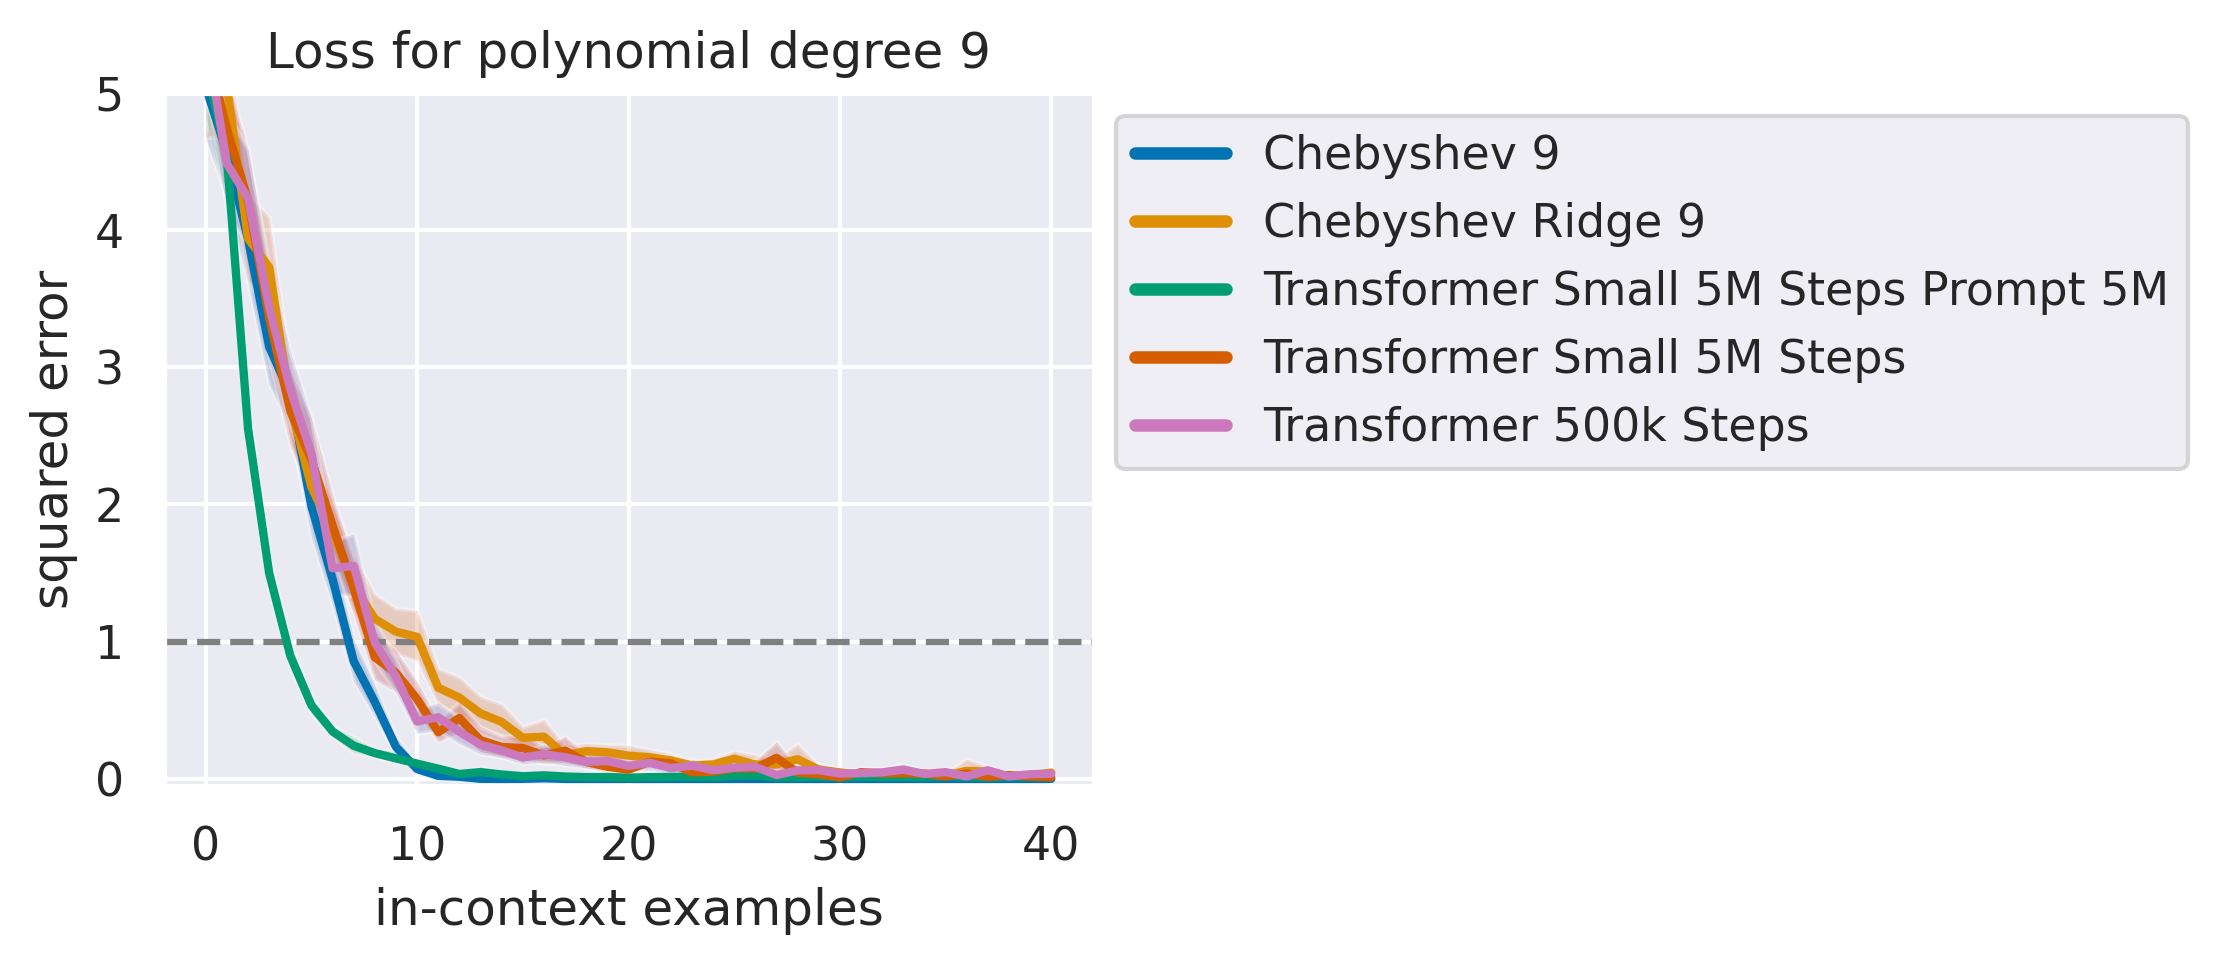 Loss for polynomial degree 9
5
4
3
2
1
0
squared error
0 10 20 30 40
in-context examples
Chebyshev 9
Chebyshev Ridge 9
Transformer Small 5M Steps Prompt 5M
Transformer Small 5M Steps
Transformer 500k Steps